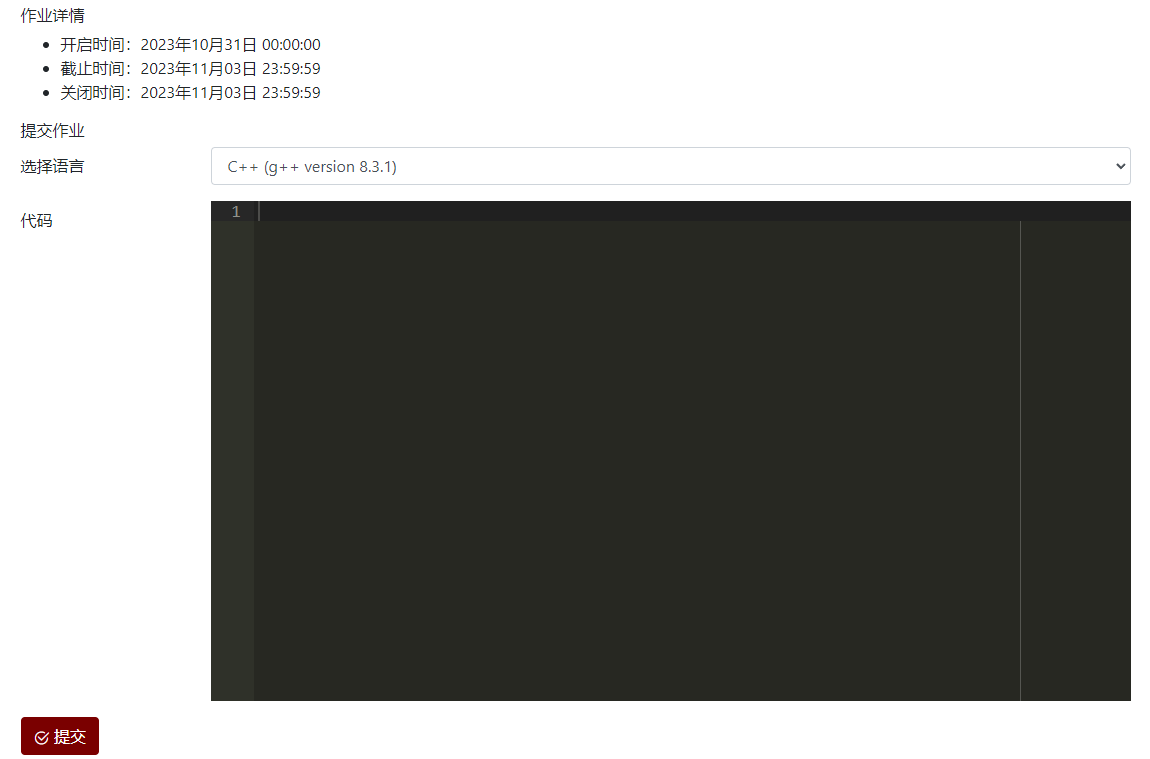 作业详情
开启时间：2023年10月31日 00:00:00
截止时间：2023年11月03日 23:59:59
关闭时间：2023年11月03日 23:59:59
提交作业
选择语言
C++ (g++ version 8.3.1)
代码
1
提交